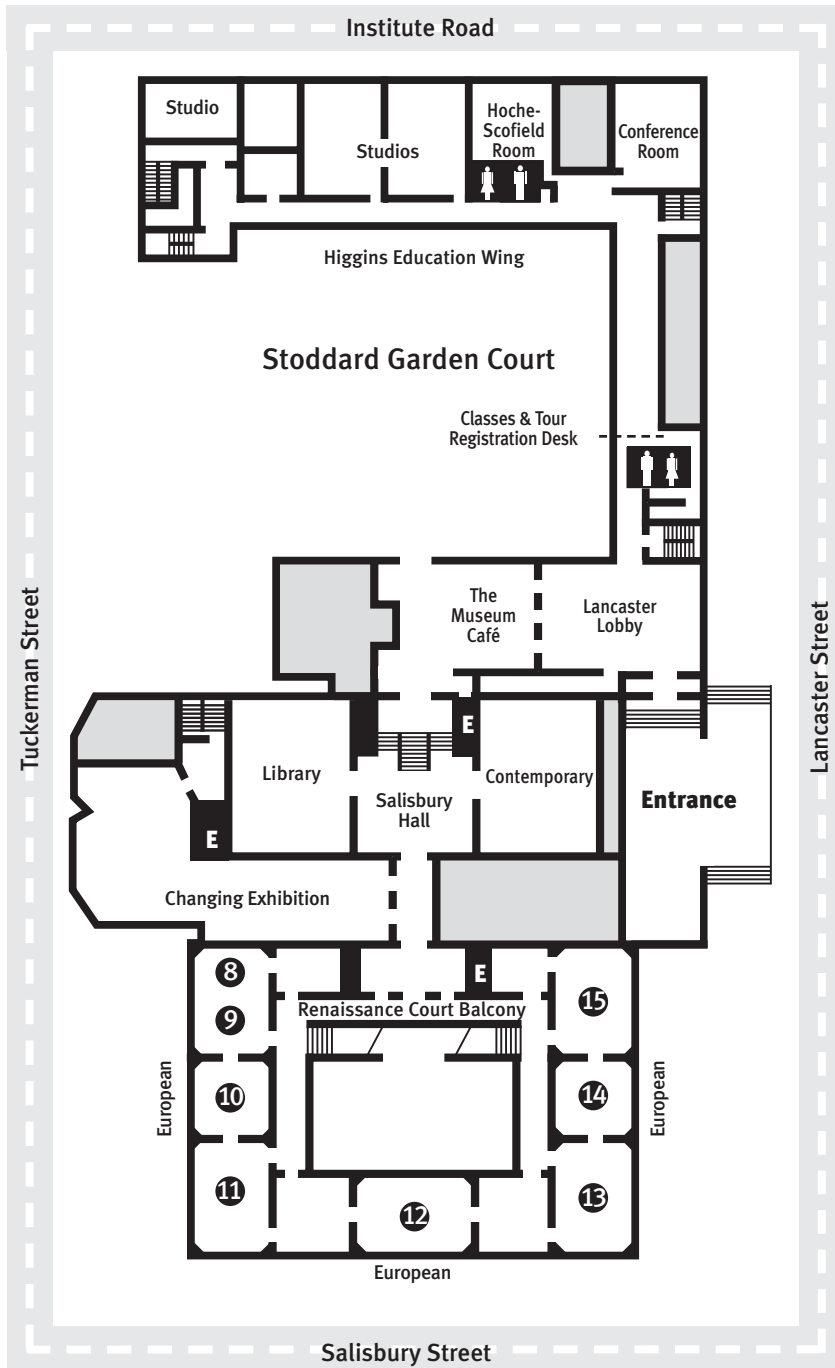 Institute Road
Studio
Studios
Hoche-
Scofield
Room
Conference
Room
Higgins Education Wing
Stoddard Garden Court
Classes & Tour
Registration Desk
Tuckerman Street
Lancaster Street
The
Museum
Café
Lancaster
Lobby
E
Library
Salisbury
Hall
Contemporary
Entrance
E
Changing Exhibition
8
9
E
15
Renaissance Court Balcony
European
10
14
European
11
12
13
European
Salisbury Street